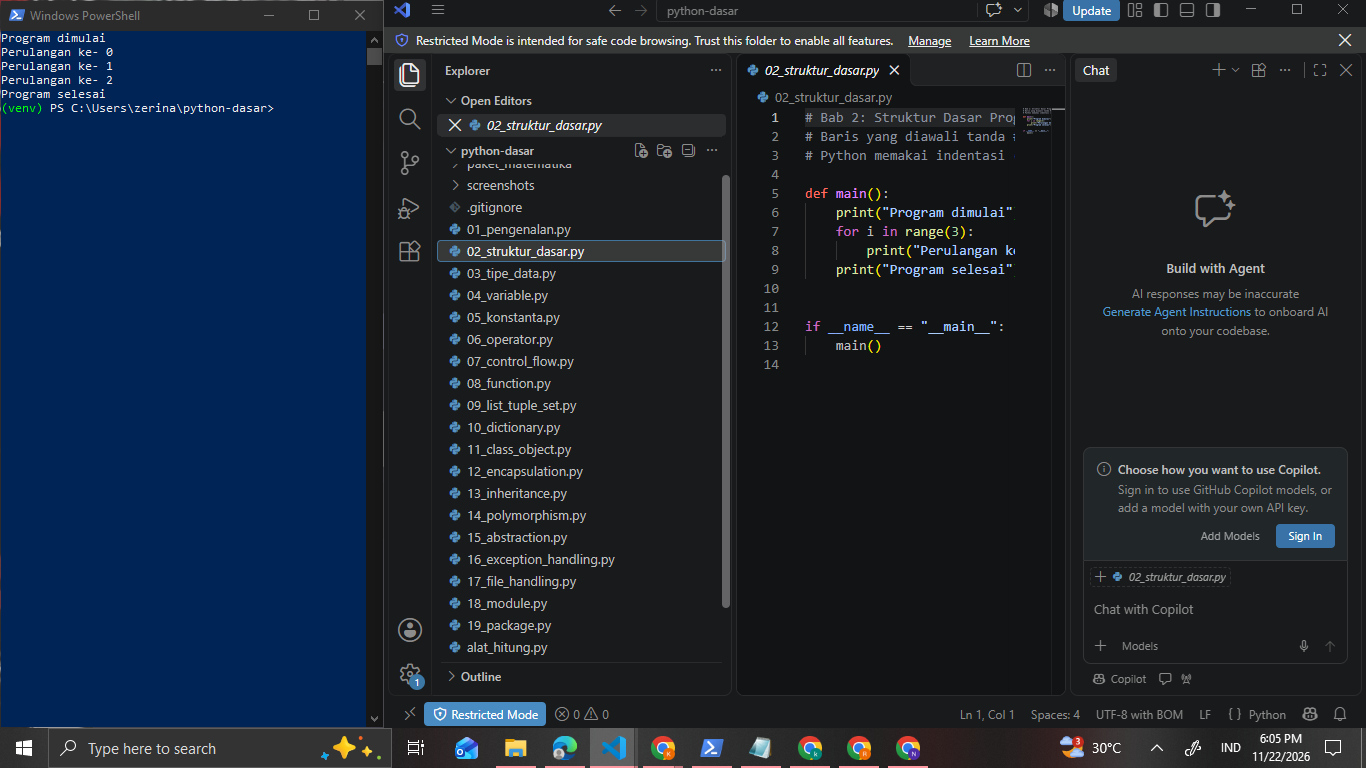 Windows PowerShell
Program dimulai
Perulangan ke- 0
Perulangan ke- 1
Perulangan ke- 2
Program selesai
(venv) PS C:\Users\zerina\python-dasar>
python-dasar
Update
Restricted Mode is intended for safe code browsing. Trust this folder to enable all features. Manage Learn More
Explorer
Open Editors
02_struktur_dasar.py
python-dasar
paket_matematika
screenshots
.gitignore
01_pengenalan.py
02_struktur_dasar.py
03_tipe_data.py
04_variable.py
05_konstanta.py
06_operator.py
07_control_flow.py
08_function.py
09_list_tuple_set.py
10_dictionary.py
11_class_object.py
12_encapsulation.py
13_inheritance.py
14_polymorphism.py
15_abstraction.py
16_exception_handling.py
17_file_handling.py
18_module.py
19_package.py
alat_hitung.py
Outline
1
02_struktur_dasar.py
02_struktur_dasar.py
1 # Bab 2: Struktur Dasar Prog
2 # Baris yang diawali tanda #
3 # Python memakai indentasi
4
5 def main():
6 print("Program dimulai"
7 for i in range(3):
8 print("Perulangan ke
9 print("Program selesai"
10
11
12 if __name__ == "__main__":
13 main()
14
Chat
Build with Agent
AI responses may be inaccurate
Generate Agent Instructions to onboard AI
onto your codebase.
Choose how you want to use Copilot.
Sign in to use GitHub Copilot models, or
add a model with your own API key.
Add Models Sign In
02_struktur_dasar.py
Chat with Copilot
Models
Copilot
Restricted Mode 0 0 Ln 1, Col 1 Spaces: 4 UTF-8 with BOM LF { } Python
Type here to search
3 30°C IND 6:05 PM
11/22/2026